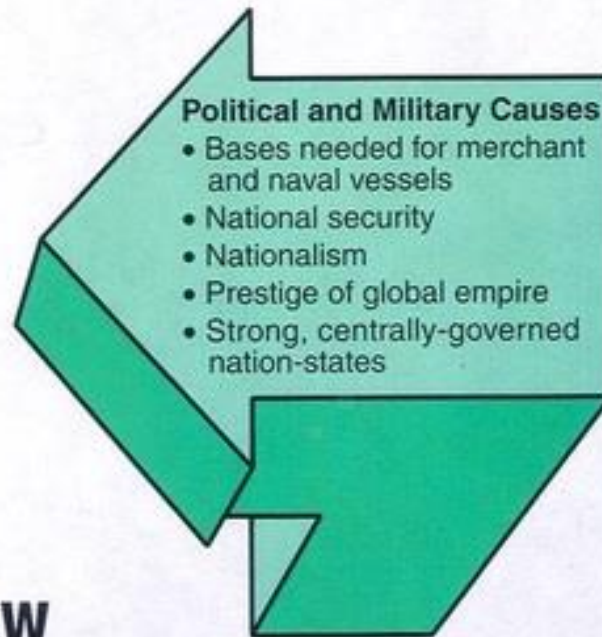 Political and Military Causes
• Bases needed for merchant
and naval vessels
• National security
• Nationalism
• Prestige of global empire
• Strong, centrally-governed
nation-states
W